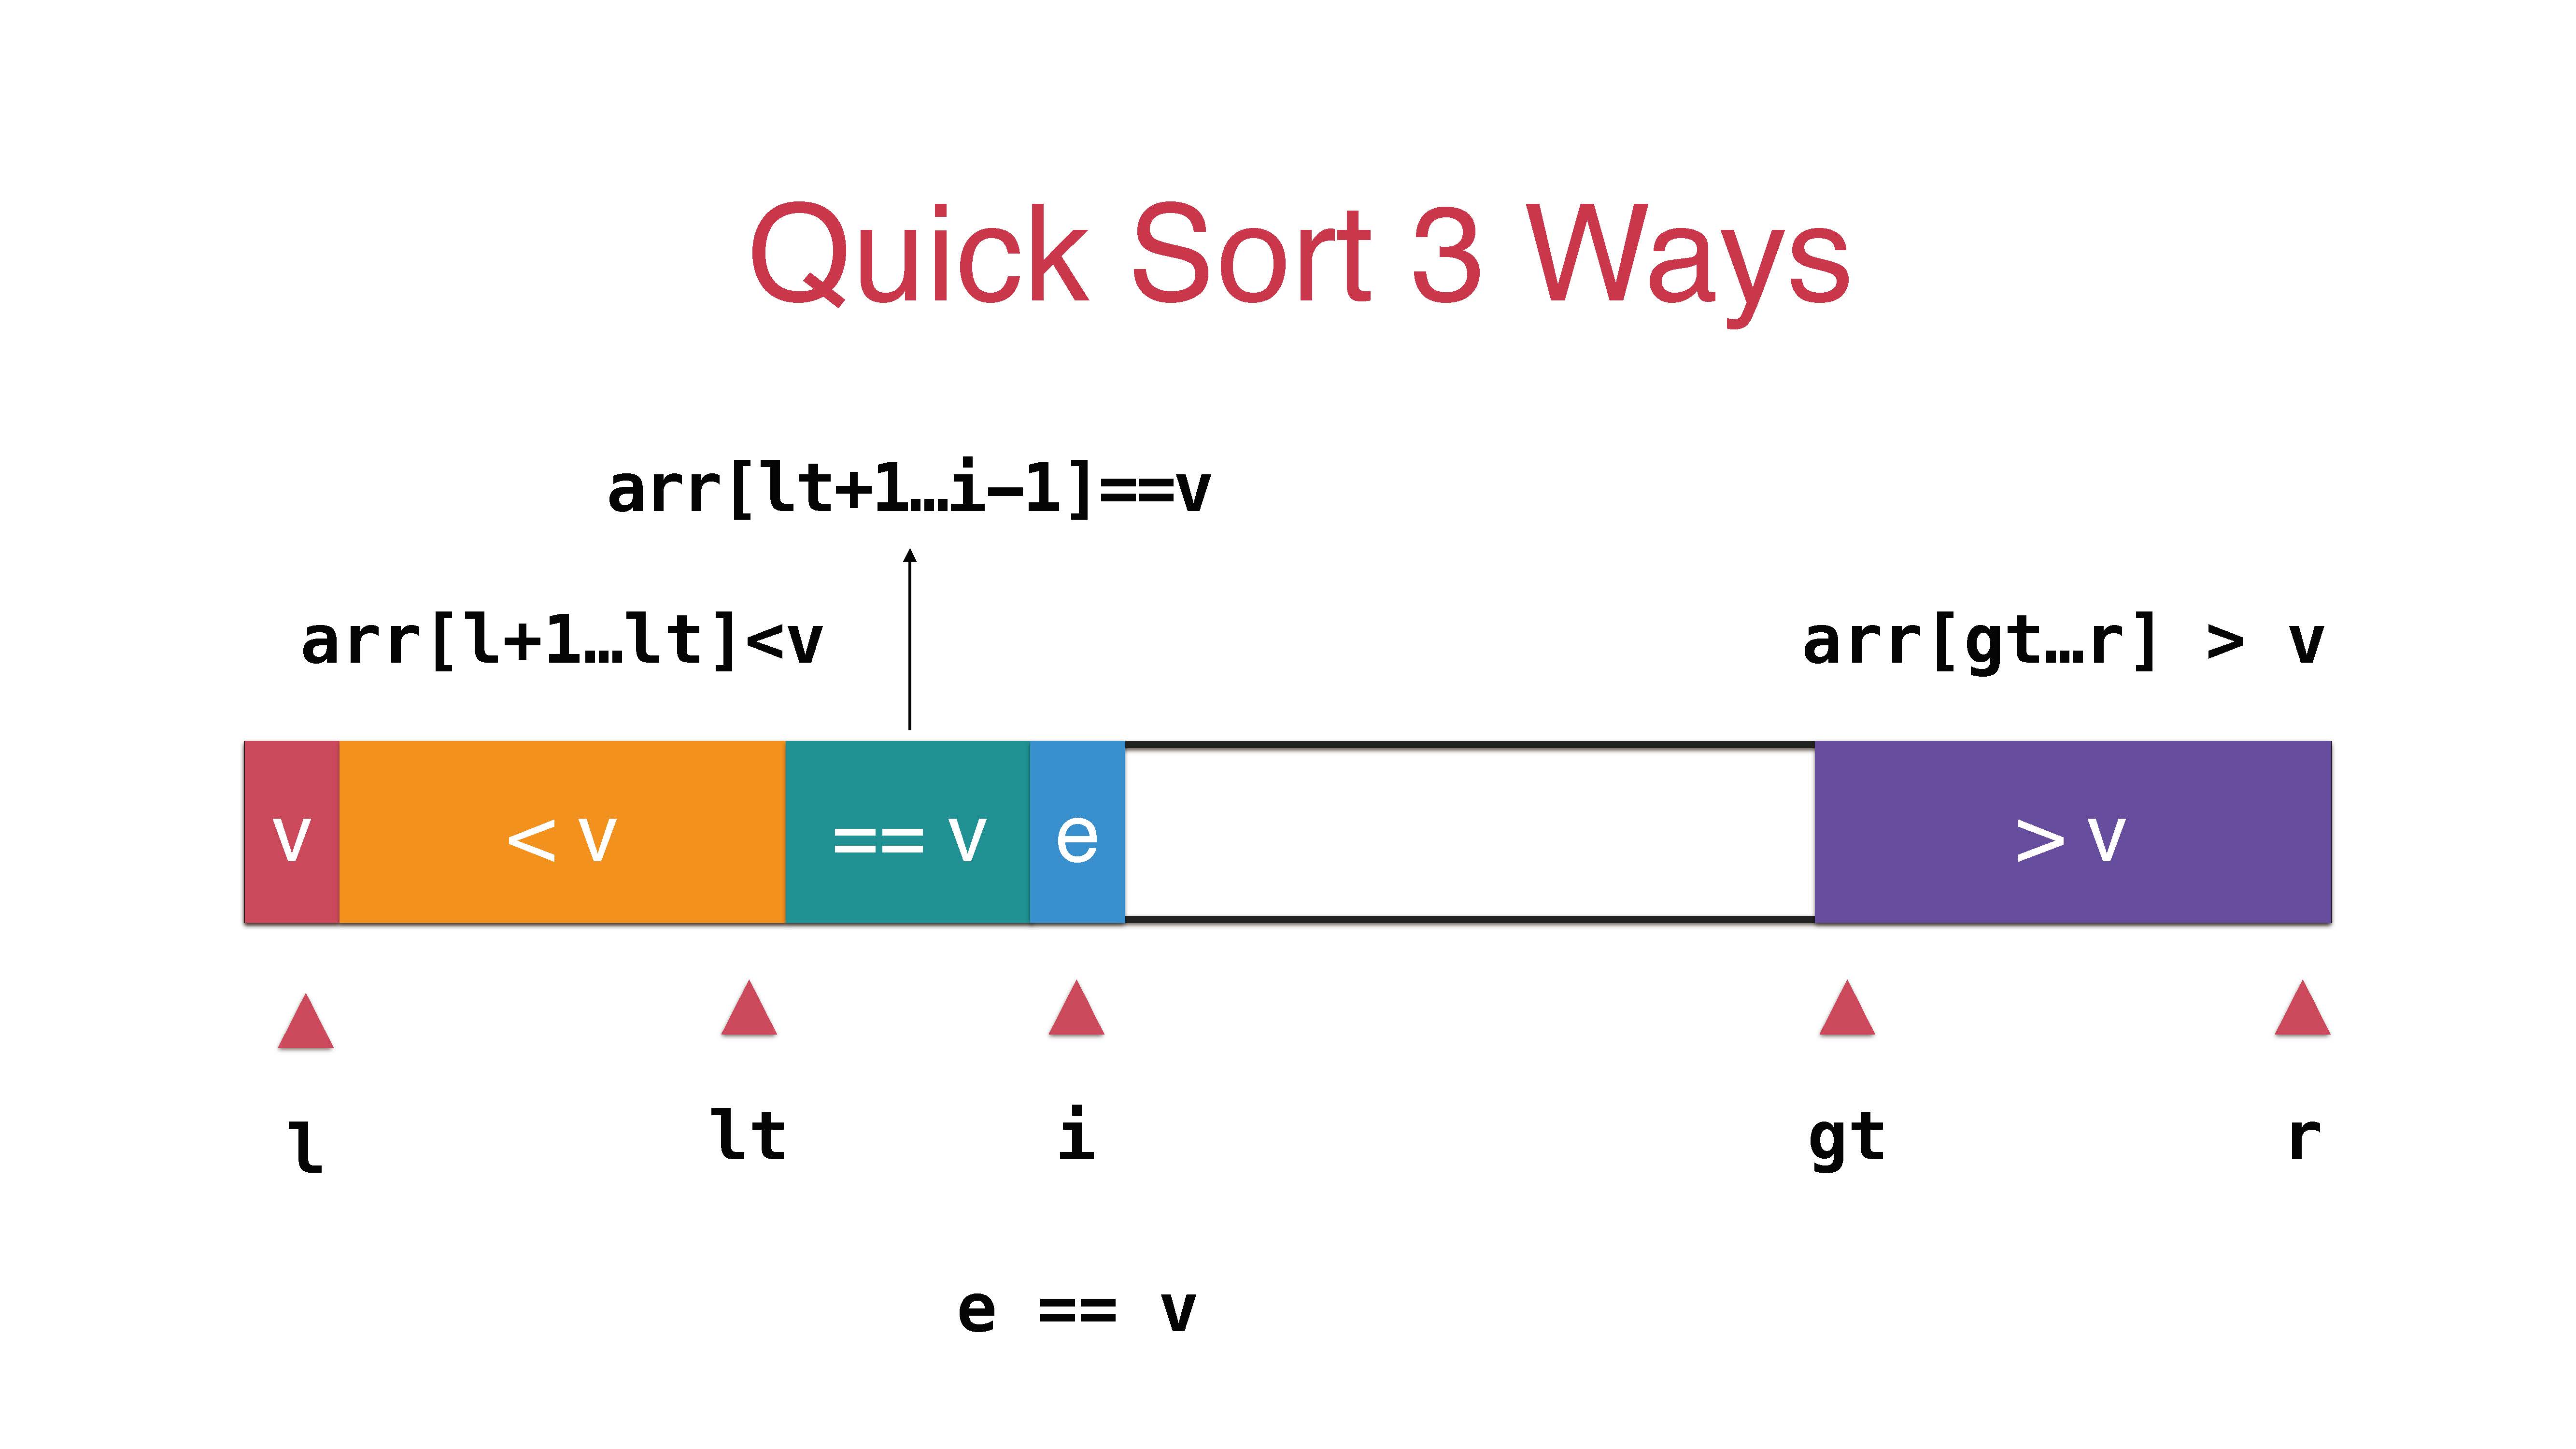 Quick Sort 3 Ways
arr[lt+1…i-1]==v
arr[l+1…lt]<v
arr[gt…r] > v
v
< v
== v
e
> v
l
lt
i
gt
r
e == v